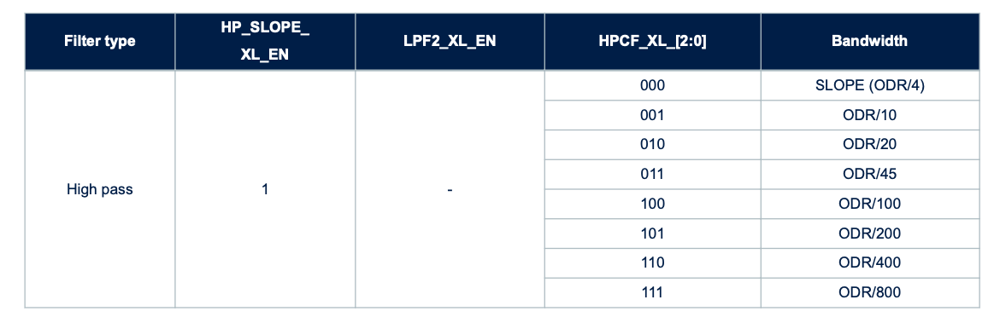 Filter type HP_SLOPE_ LPF2_XL_EN HPCF_XL_[2:0] Bandwidth
XL_EN
000 SLOPE (ODR/4)
001 ODR/10
010 ODR/20
011 ODR/45
High pass 1 -
100 ODR/100
101 ODR/200
110 ODR/400
111 ODR/800